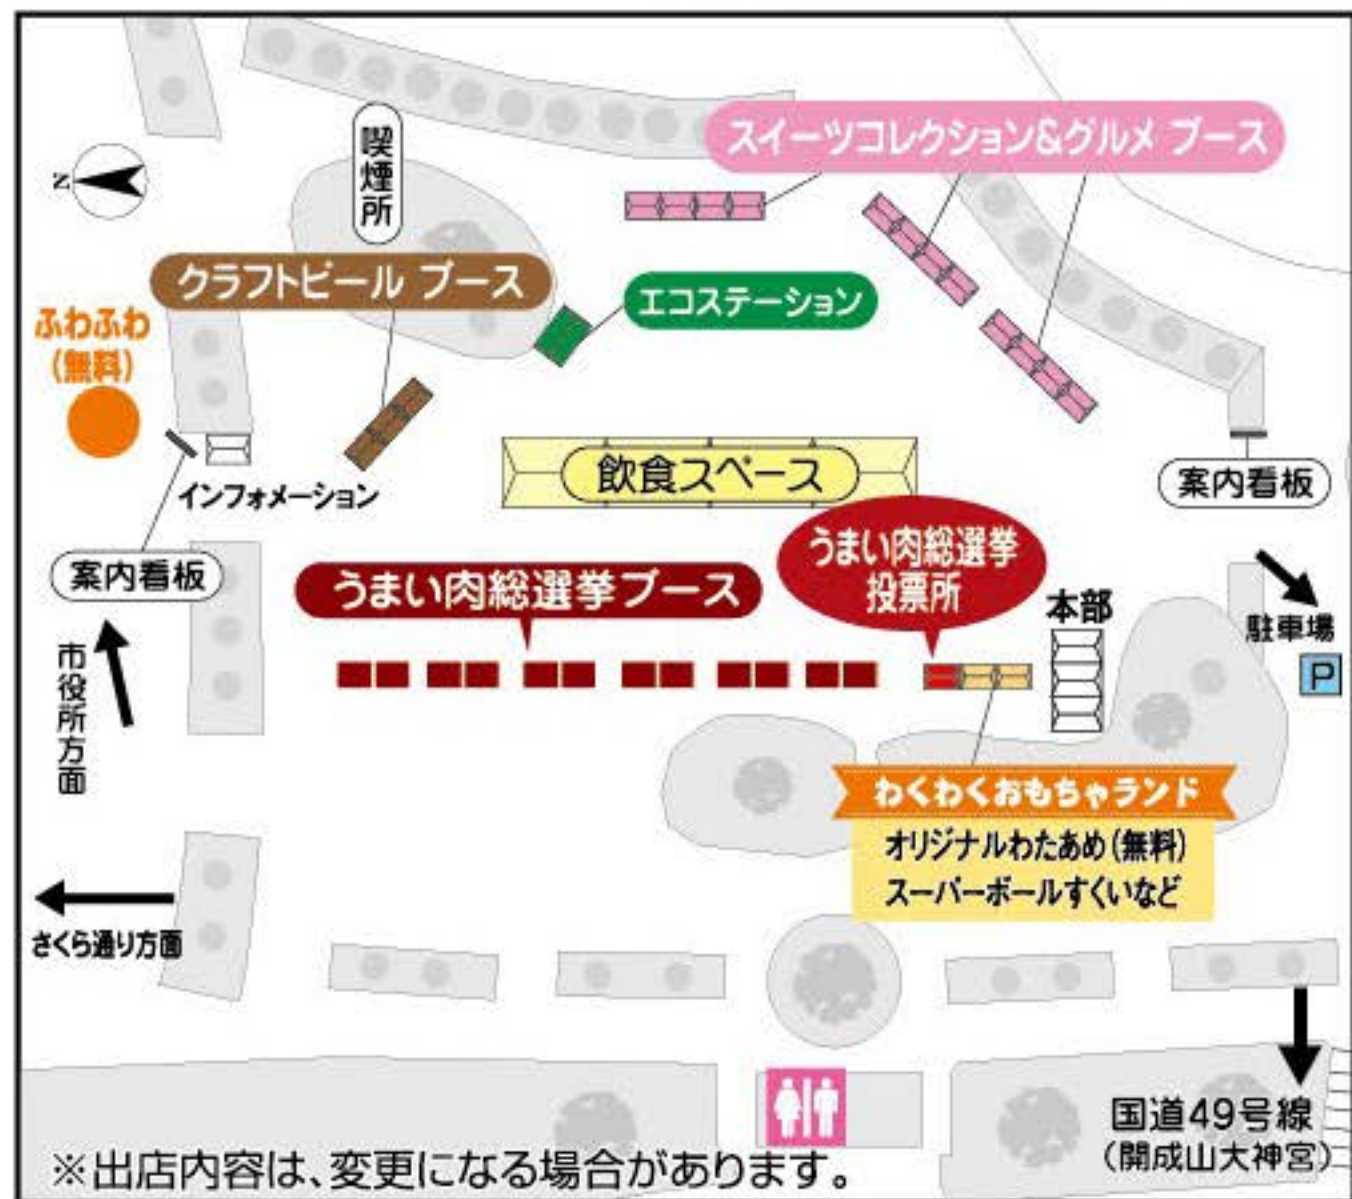 スイーツコレクション&グルメ ブース
喫煙所
N
クラフトビール ブース
エコステーション
ふわふわ
(無料)
飲食スペース
案内看板
インフォメーション
案内看板
うまい肉総選挙ブース
うまい肉総選挙
投票所
本部
駐車場
P
市役所方面
わくわくおもちゃランド
オリジナルわたあめ(無料)
スーパーボールすくいなど
さくら通り方面
国道49号線
(開成山大神宮)
※出店内容は、変更になる場合があります。